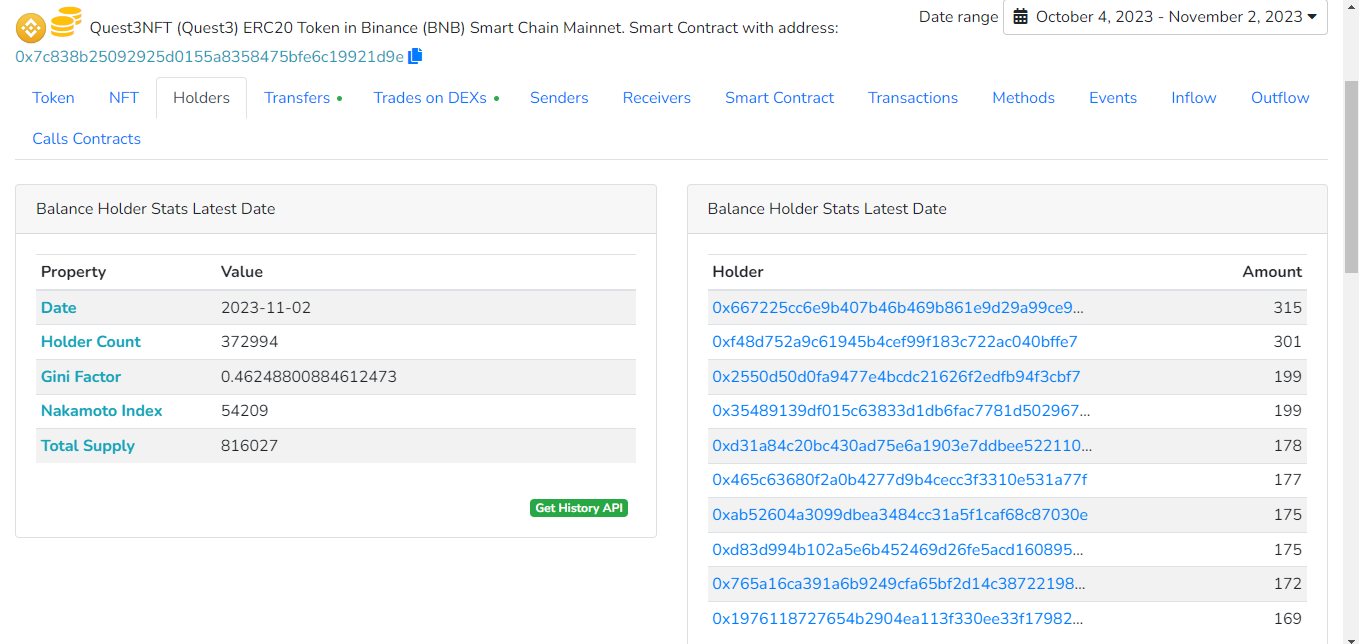 Quest3NFT (Quest3) ERC20 Token in Binance (BNB) Smart Chain Mainnet. Smart Contract with address:
0x7c838b25092925d0155a8358475bfe6c19921d9e
Date range October 4, 2023 - November 2, 2023
Token NFT Holders Transfers Trades on DEXs Senders Receivers Smart Contract Transactions Methods Events Inflow Outflow
Calls Contracts
Balance Holder Stats Latest Date
Property Value
Date 2023-11-02
Holder Count 372994
Gini Factor 0.46248800884612473
Nakamoto Index 54209
Total Supply 816027
Get History API
Balance Holder Stats Latest Date
Holder Amount
0x667225cc6e9b407b46b469b861e9d29a99ce9... 315
0xf48d752a9c61945b4cef99f183c722ac040bffe7 301
0x2550d50d0fa9477e4bcdc21626f2edfb94f3cbf7 199
0x35489139df015c63833d1db6fac7781d502967... 199
0xd31a84c20bc430ad75e6a1903e7ddbee522110... 178
0x465c63680f2a0b4277d9b4cecc3f3310e531a77f 177
0xab52604a3099dbea3484cc31a5f1caf68c87030e 175
0xd83d994b102a5e6b452469d26fe5acd160895... 175
0x765a16ca391a6b9249cfa65bf2d14c38722198... 172
0x1976118727654b2904ea113f330ee33f17982... 169